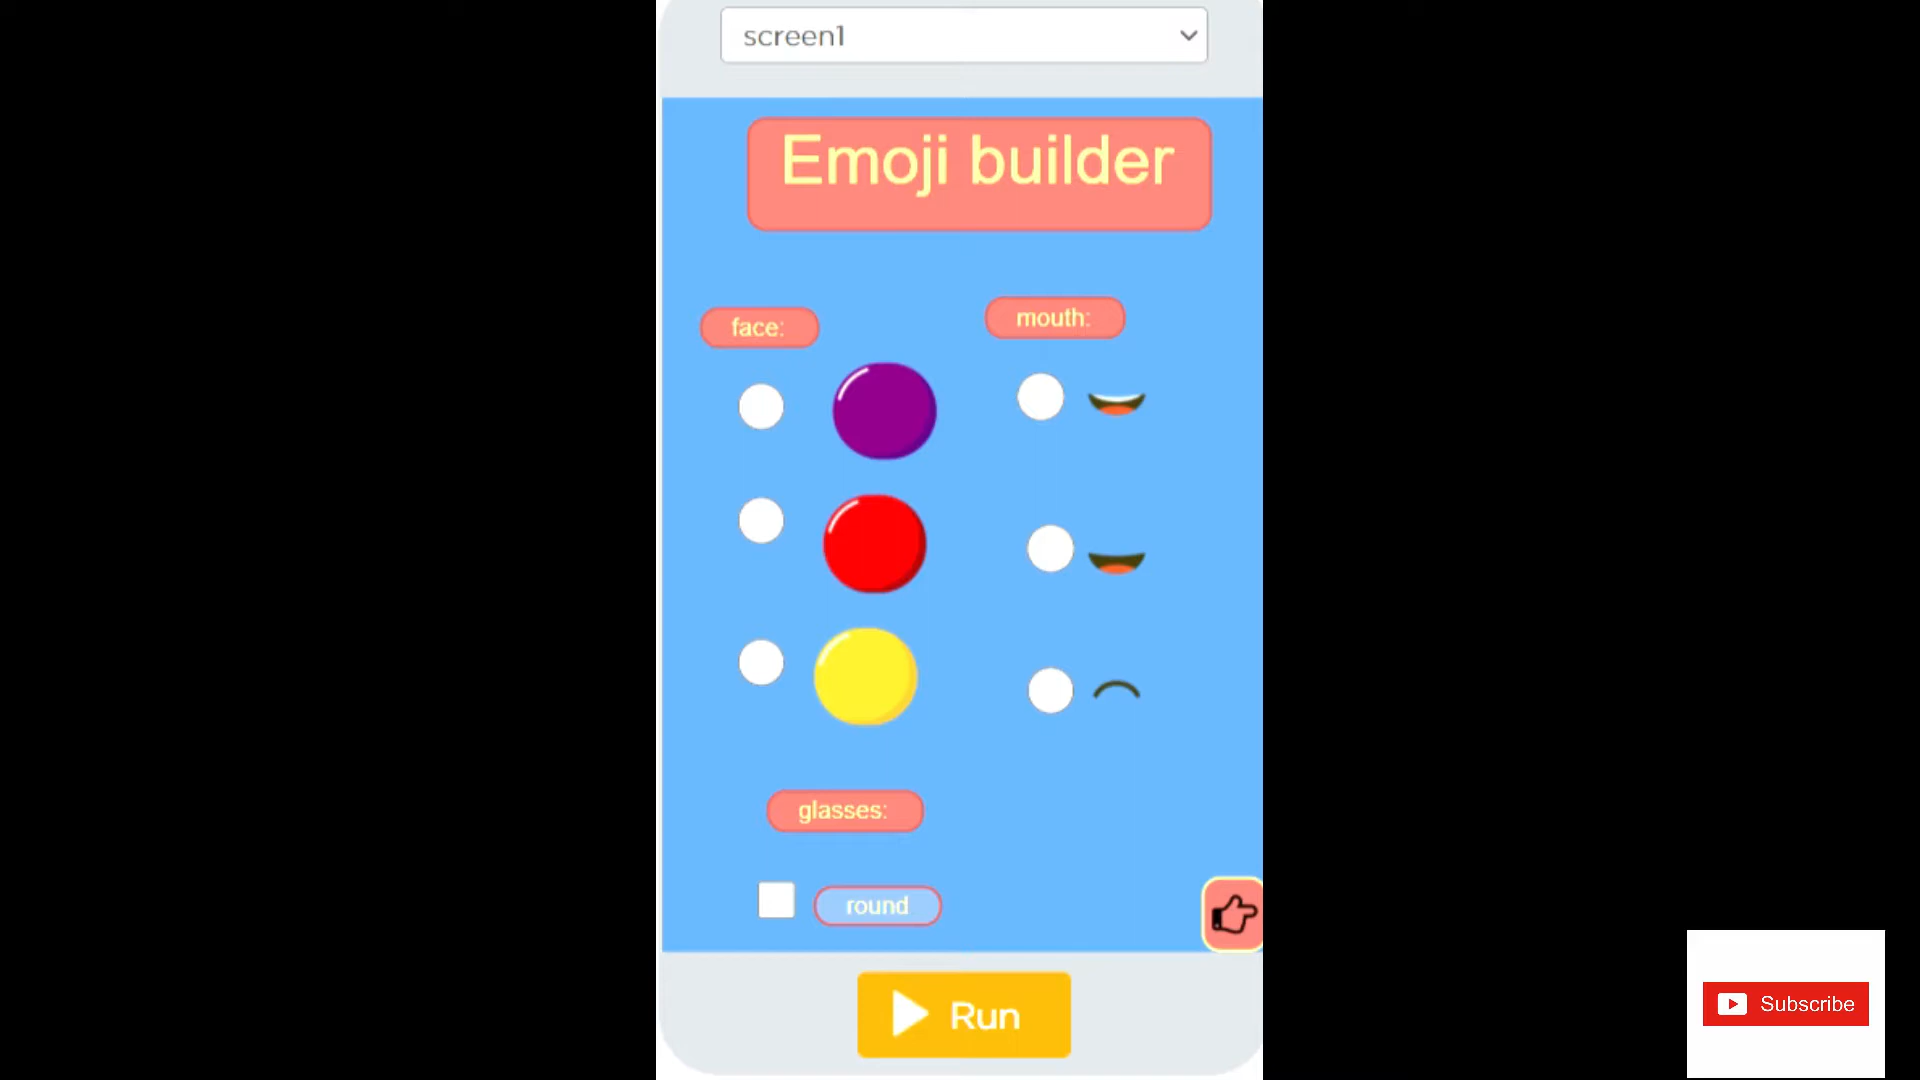 screen1
Emoji builder
face:
mouth:
glasses:
round
Run
Subscribe